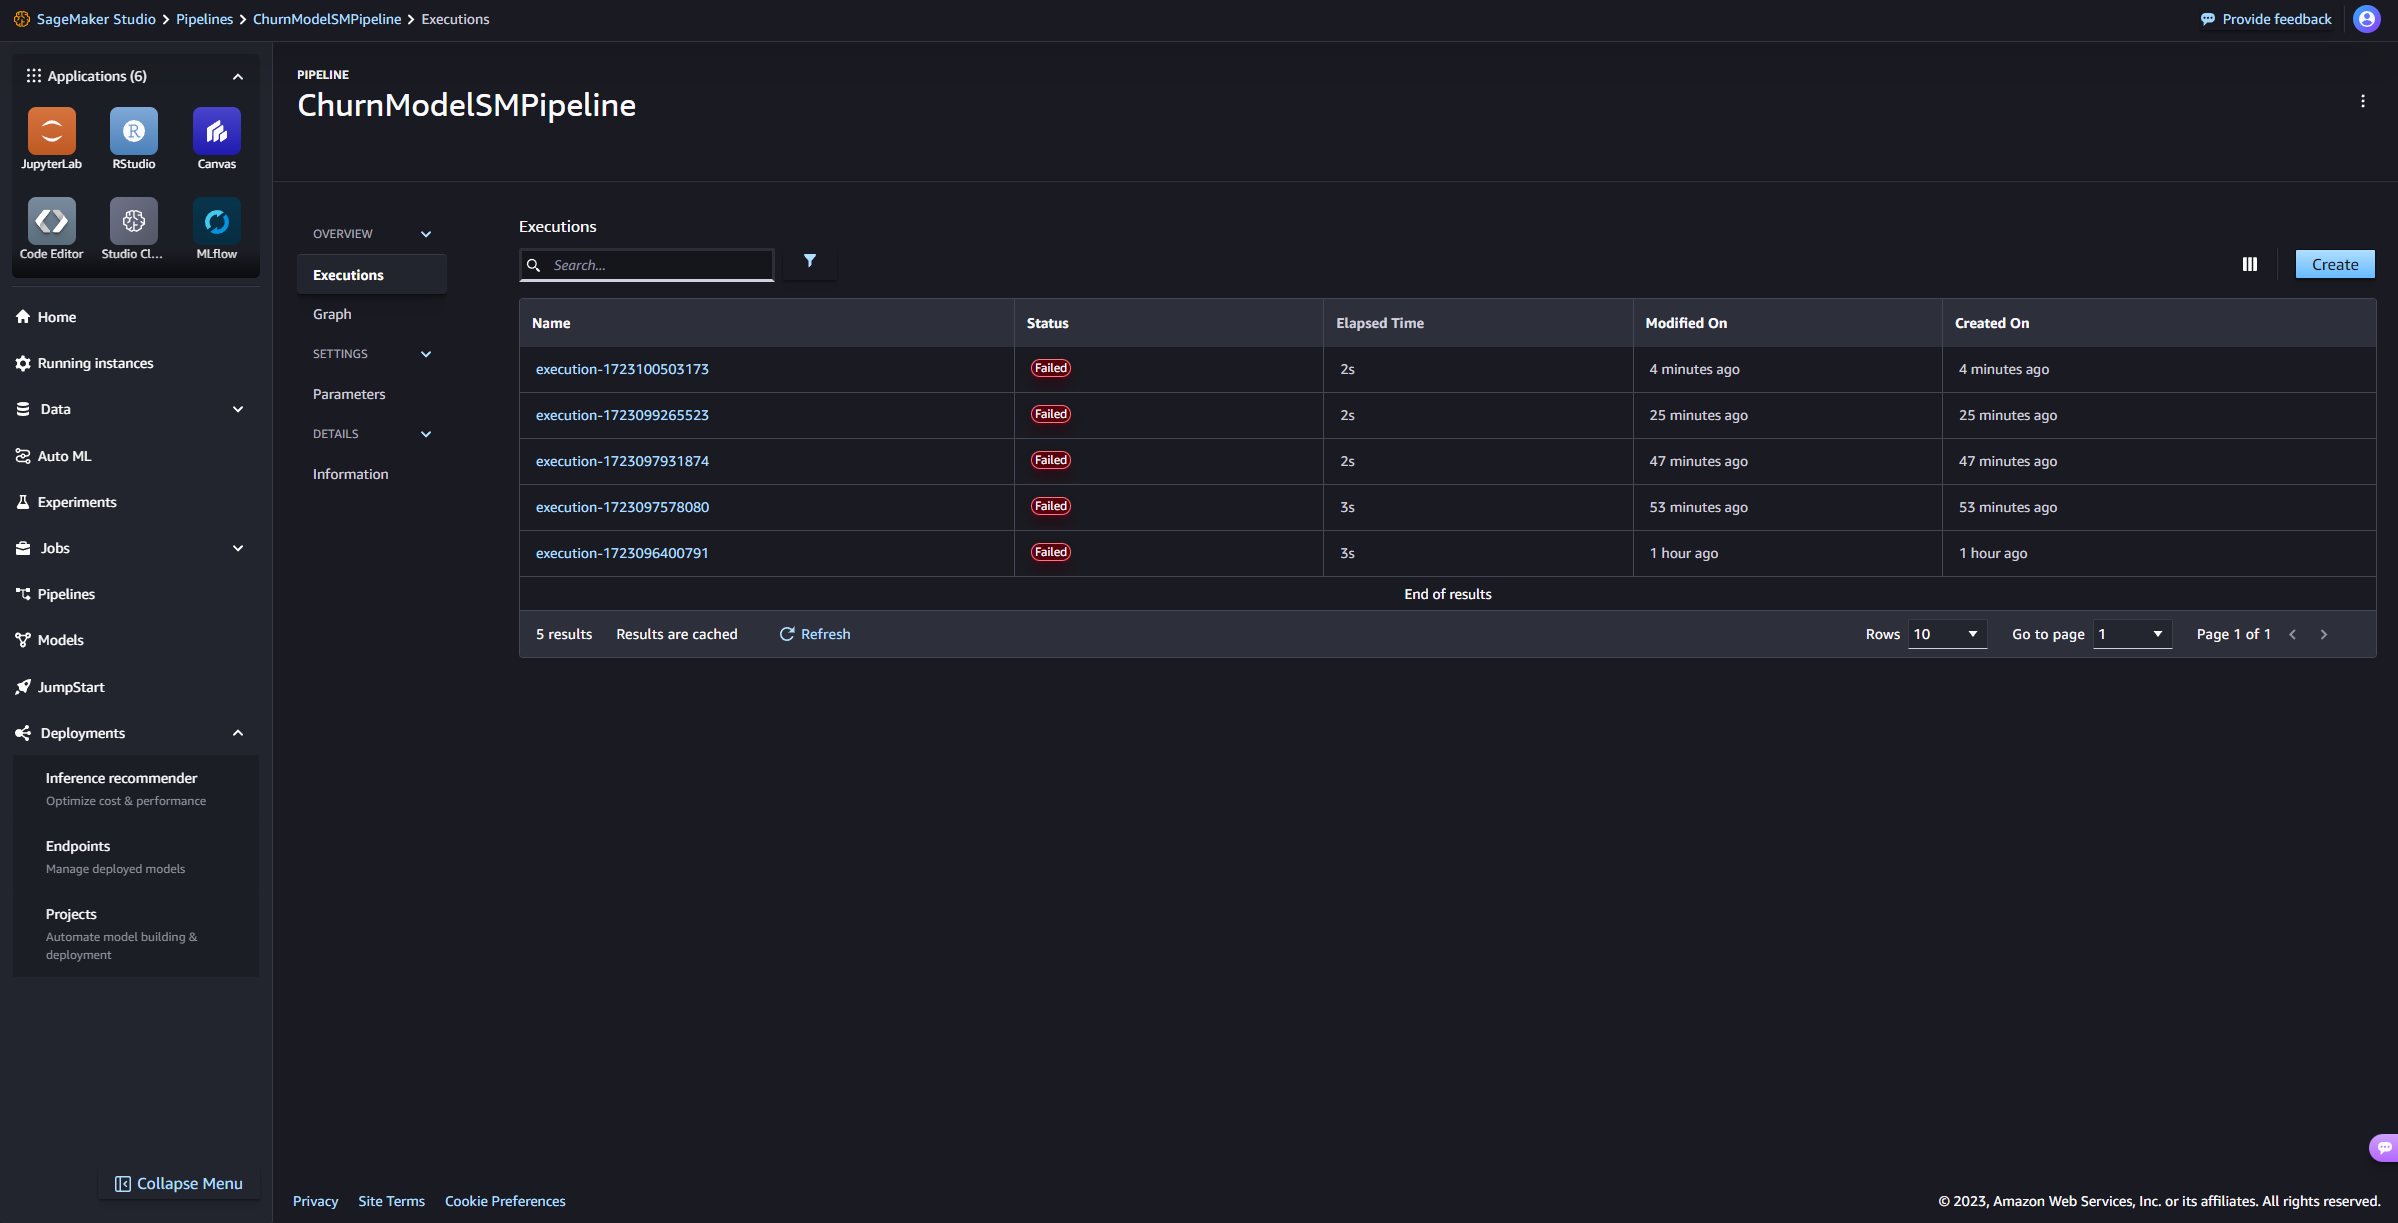 SageMaker Studio > Pipelines > ChurnModelSMPipeline > Executions
Provide feedback
Applications (6)
JupyterLab
RStudio
Canvas
Code Editor
Studio Cl...
MLflow
Home
Running instances
Data
Auto ML
Experiments
Jobs
Pipelines
Models
JumpStart
Deployments
Inference recommender
Optimize cost & performance
Endpoints
Manage deployed models
Projects
Automate model building &
deployment
Collapse Menu
PIPELINE
ChurnModelSMPipeline
OVERVIEW
Executions
Graph
SETTINGS
Parameters
DETAILS
Information
Executions
Search...
Create
Name Status Elapsed Time Modified On Created On
execution-1723100503173 Failed 2s 4 minutes ago 4 minutes ago
execution-1723099265523 Failed 2s 25 minutes ago 25 minutes ago
execution-1723097931874 Failed 2s 47 minutes ago 47 minutes ago
execution-1723097578080 Failed 3s 53 minutes ago 53 minutes ago
execution-1723096400791 Failed 3s 1 hour ago 1 hour ago
End of results
5 results Results are cached Refresh Rows 10 Go to page 1 Page 1 of 1
Privacy Site Terms Cookie Preferences
© 2023, Amazon Web Services, Inc. or its affiliates. All rights reserved.